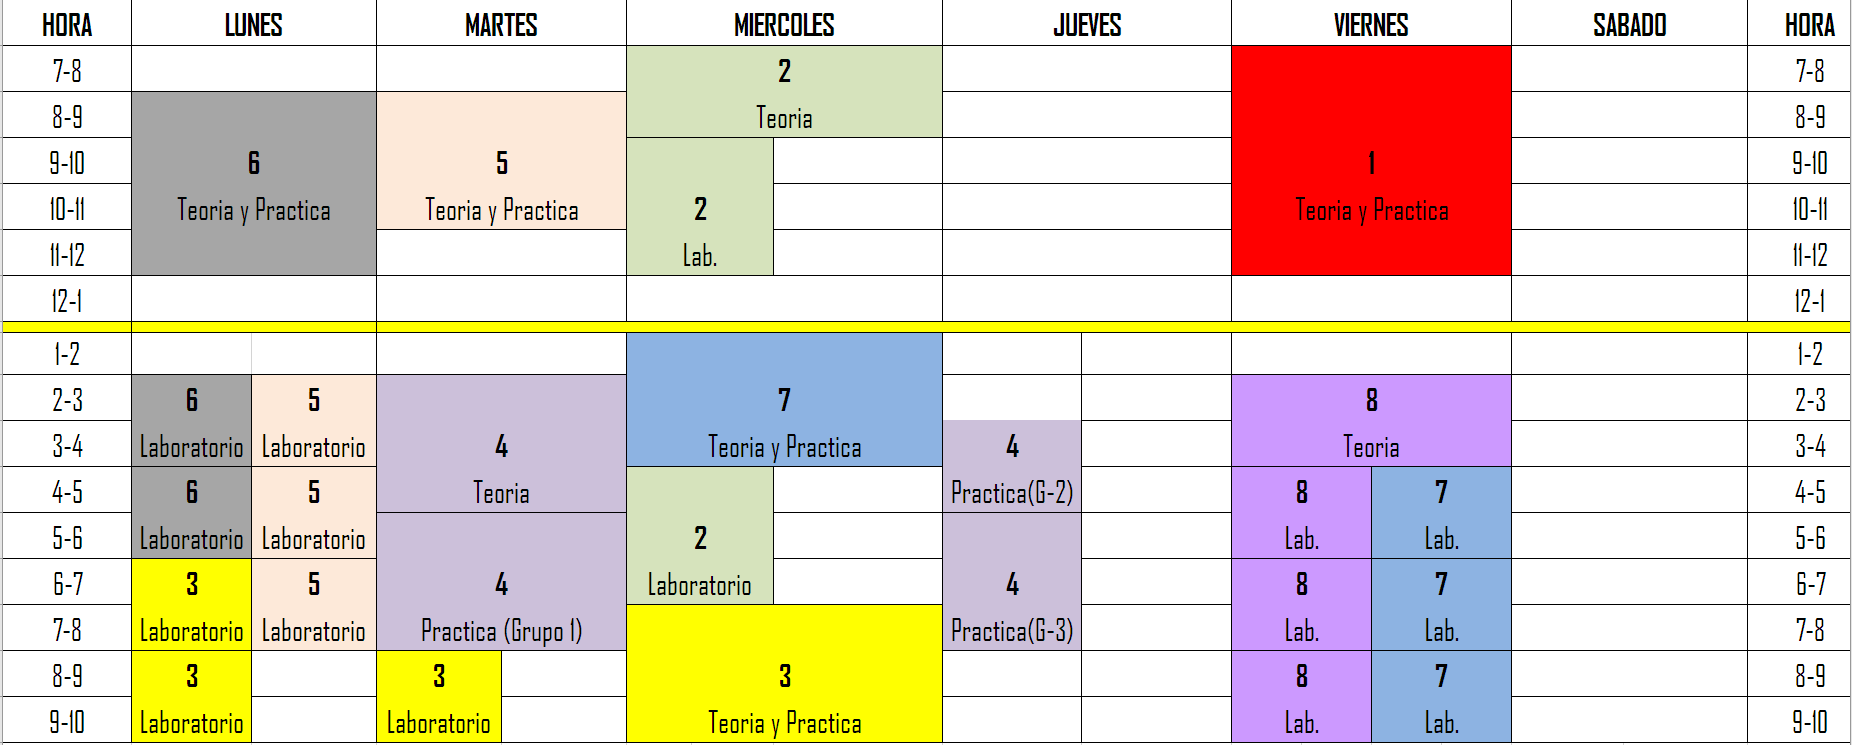 HORA LUNES MARTES MIERCOLES JUEVES VIERNES SABADO HORA
7-8 2 7-8
8-9 Teoria 8-9
9-10 6 5 1 9-10
10-11 Teoria y Practica Teoria y Practica 2 Teoria y Practica 10-11
11-12 Lab. 11-12
12-1 12-1
1-2 1-2
2-3 6 5 7 8 2-3
3-4 Laboratorio Laboratorio 4 Teoria y Practica 4 Teoria 3-4
4-5 6 5 Teoria Practica(G-2) 8 7 4-5
5-6 Laboratorio Laboratorio 2 Lab. Lab. 5-6
6-7 3 5 4 Laboratorio 4 8 7 6-7
7-8 Laboratorio Laboratorio Practica (Grupo 1) Practica(G-3) Lab. Lab. 7-8
8-9 3 3 3 8 7 8-9
9-10 Laboratorio Laboratorio Teoria y Practica Lab. Lab. 9-10